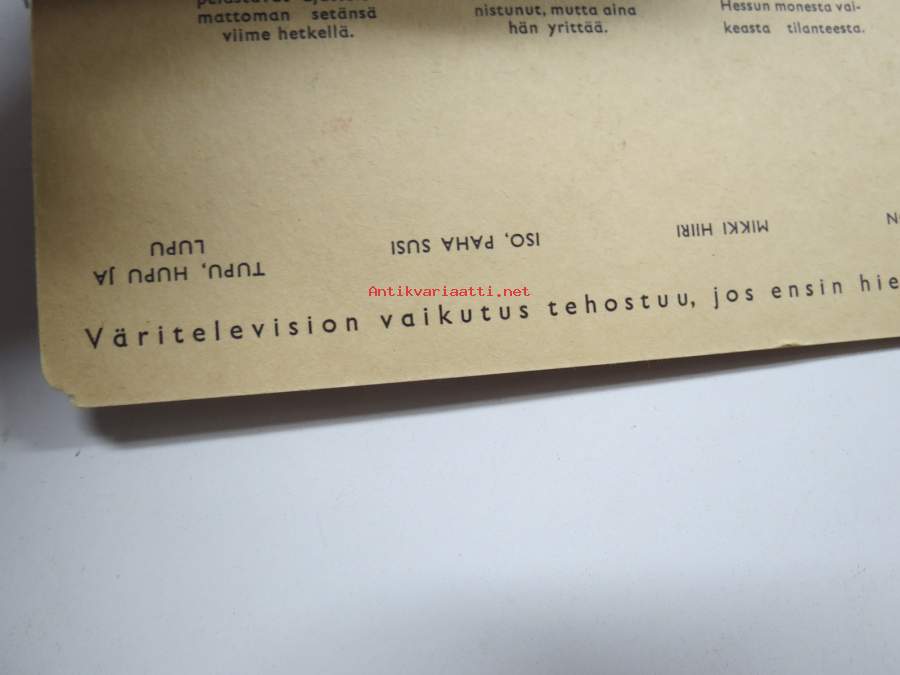 mattoman setänsä
viime hetkellä.
nistunut, mutta aina
hän yrittää.
Hessun monesta vai-
keasta tilanteesta.
TUPU, HUPU JA
LUPU
ISO, PAHA SUSI
MIKKI HIIRI
Antikvariaatti.net
Väritelevision vaikutus tehostuu, jos ensin hie